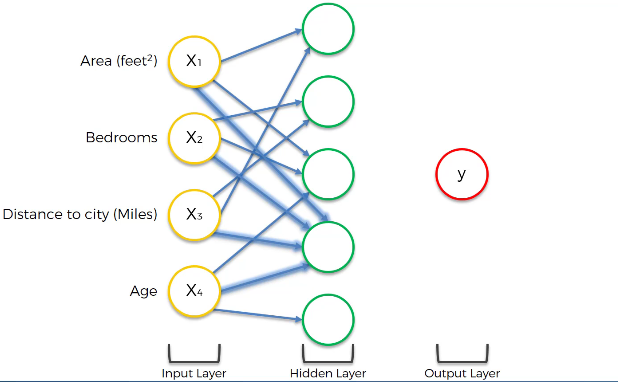 Area (feet²) X1
Bedrooms X2
Distance to city (Miles) X3
Age X4
y
Input Layer Hidden Layer Output Layer